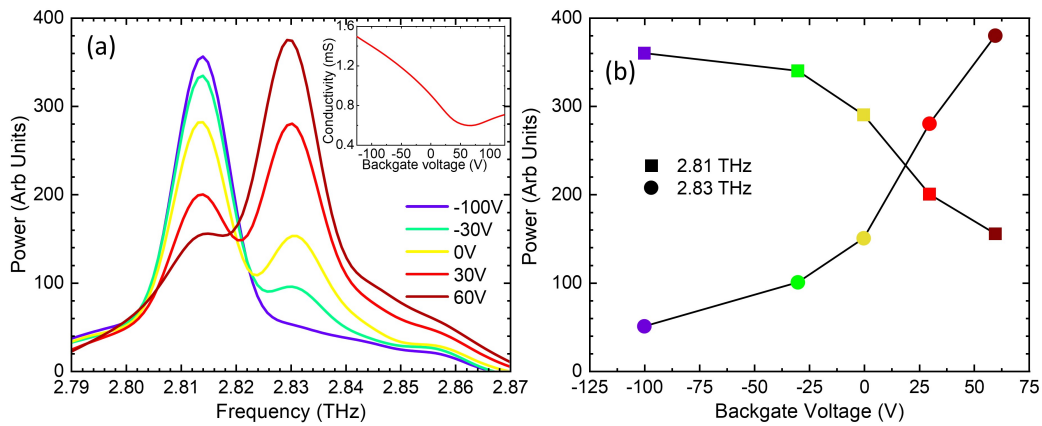 (a)
Power (Arb Units)
400
300
200
100
0
2.79 2.80 2.81 2.82 2.83 2.84 2.85 2.86 2.87
Frequency (THz)
-100V
-30V
0V
30V
60V
Conductivity (mS)
1.6
1.2
0.8
0.4
-100 -50 0 50 100
Backgate voltage (V)
(b)
Power (Arb Units)
400
300
200
100
0
-125 -100 -75 -50 -25 0 25 50 75
Backgate Voltage (V)
2.81 THz
2.83 THz